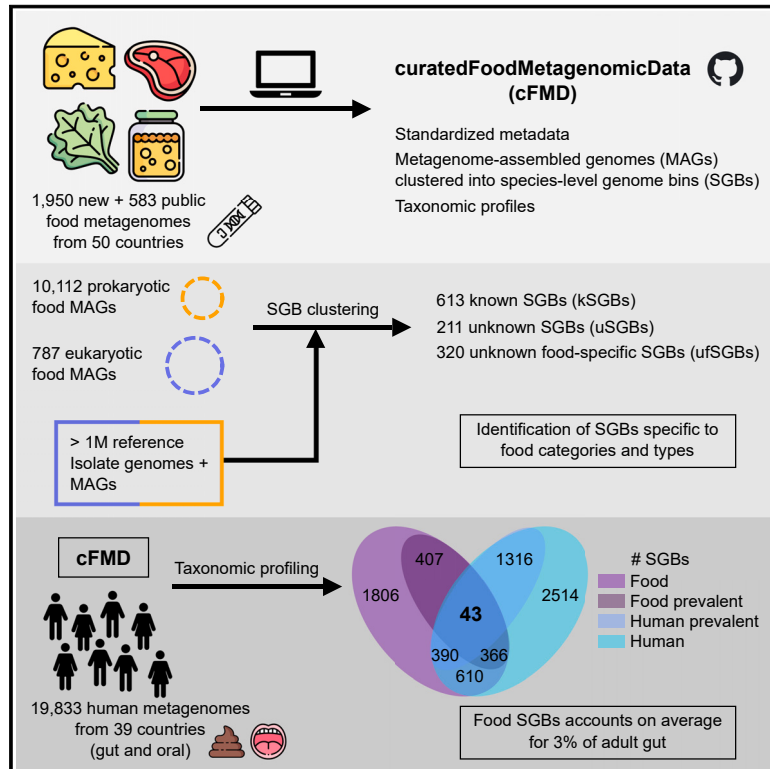 curatedFoodMetagenomicData
(cFMD)
Standardized metadata
Metagenome-assembled genomes (MAGs)
clustered into species-level genome bins (SGBs)
Taxonomic profiles
1,950 new + 583 public
food metagenomes
from 50 countries
10,112 prokaryotic
food MAGs
787 eukaryotic
food MAGs
SGB clustering
613 known SGBs (kSGBs)
211 unknown SGBs (uSGBs)
320 unknown food-specific SGBs (ufSGBs)
> 1M reference
Isolate genomes +
MAGs
Identification of SGBs specific to
food categories and types
cFMD
Taxonomic profiling
19,833 human metagenomes
from 39 countries
(gut and oral)
407
1316
1806
2514
43
390
366
610
# SGBs
Food
Food prevalent
Human prevalent
Human
Food SGBs accounts on average
for 3% of adult gut